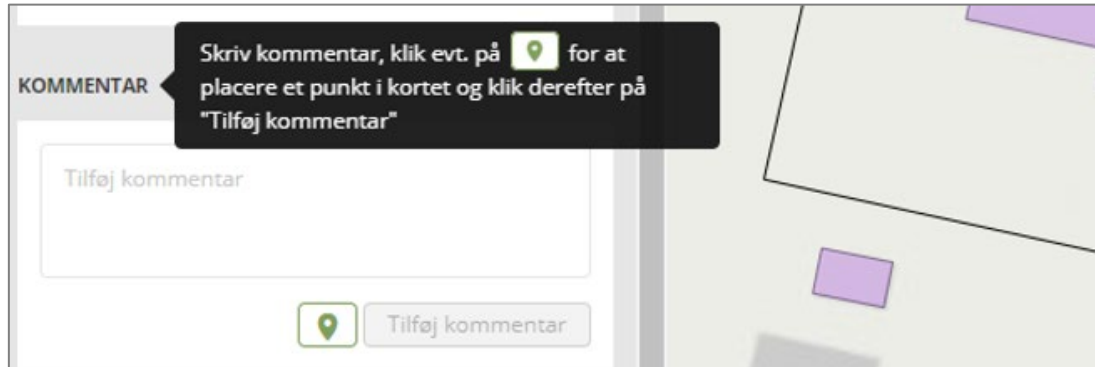 Skriv kommentar, klik evt. på for at
placere et punkt i kortet og klik derefter på
"Tilføj kommentar"
KOMMENTAR
Tilføj kommentar
Tilføj kommentar